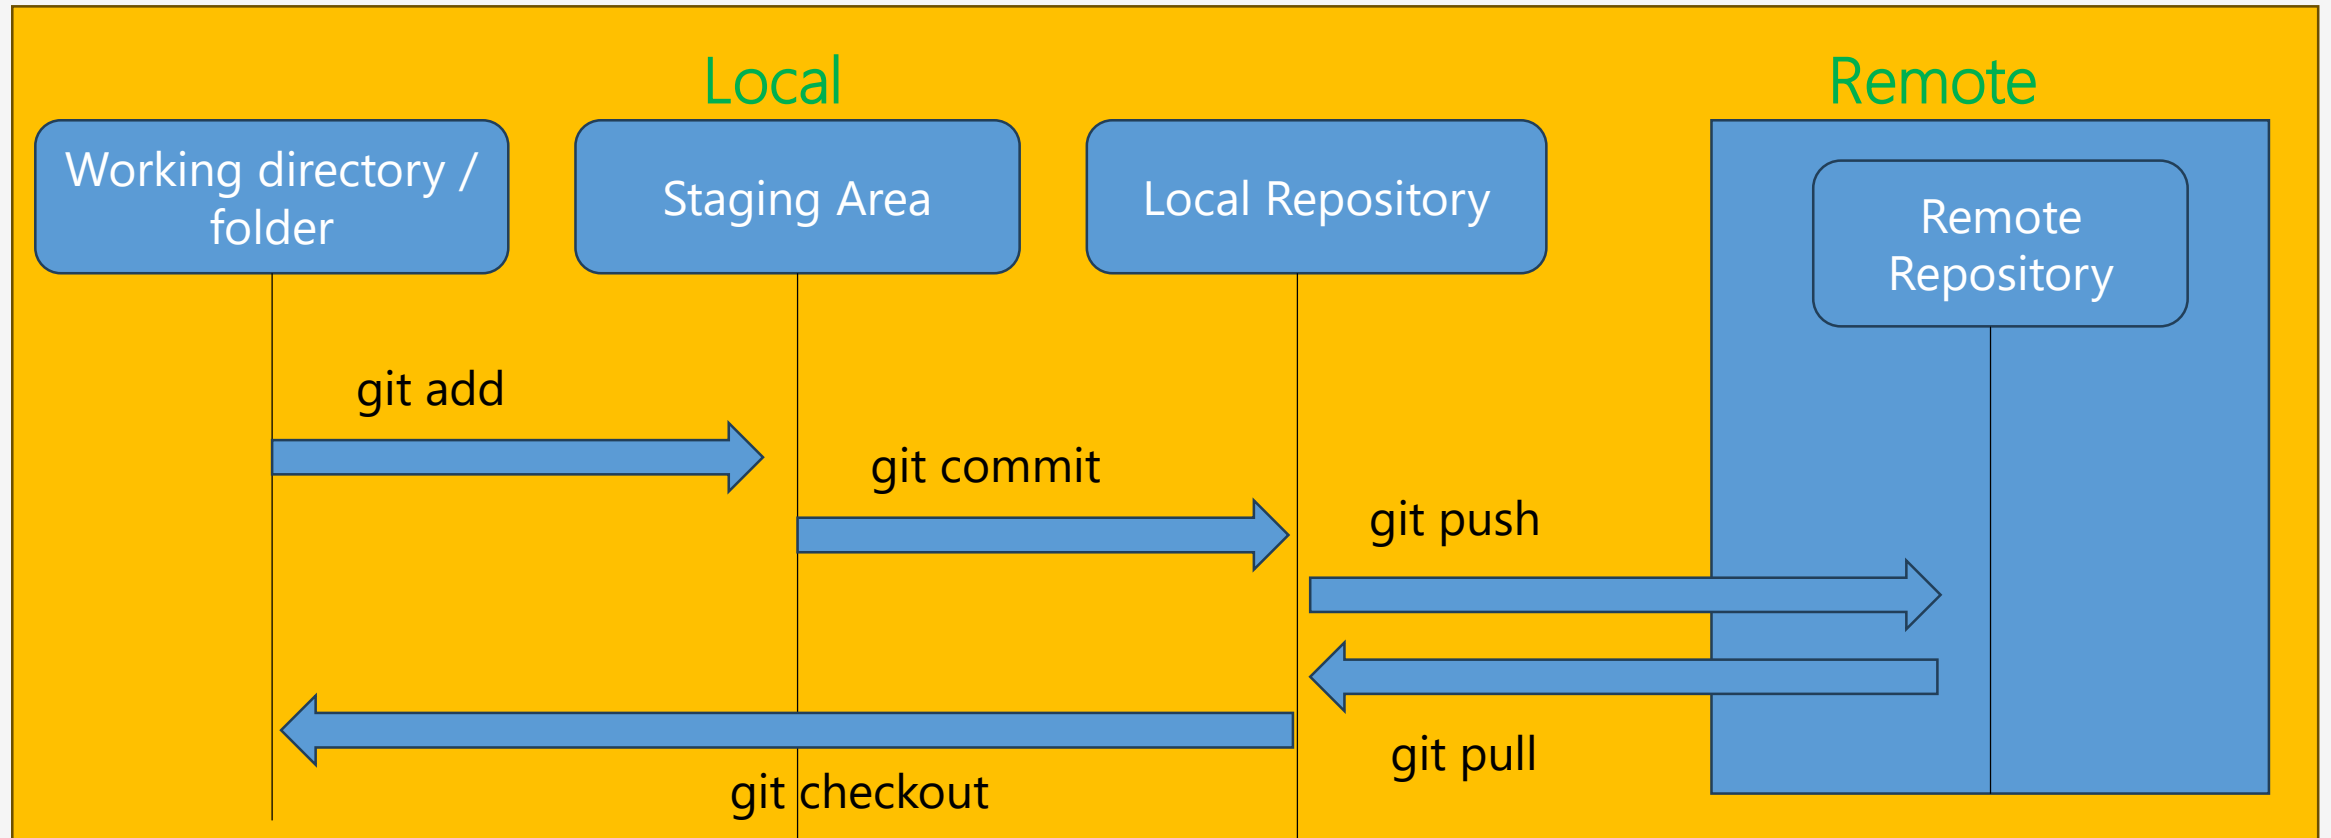 Local
Remote
Working directory /
folder
Staging Area
Local Repository
Remote
Repository
git add
git commit
git push
git pull
git checkout